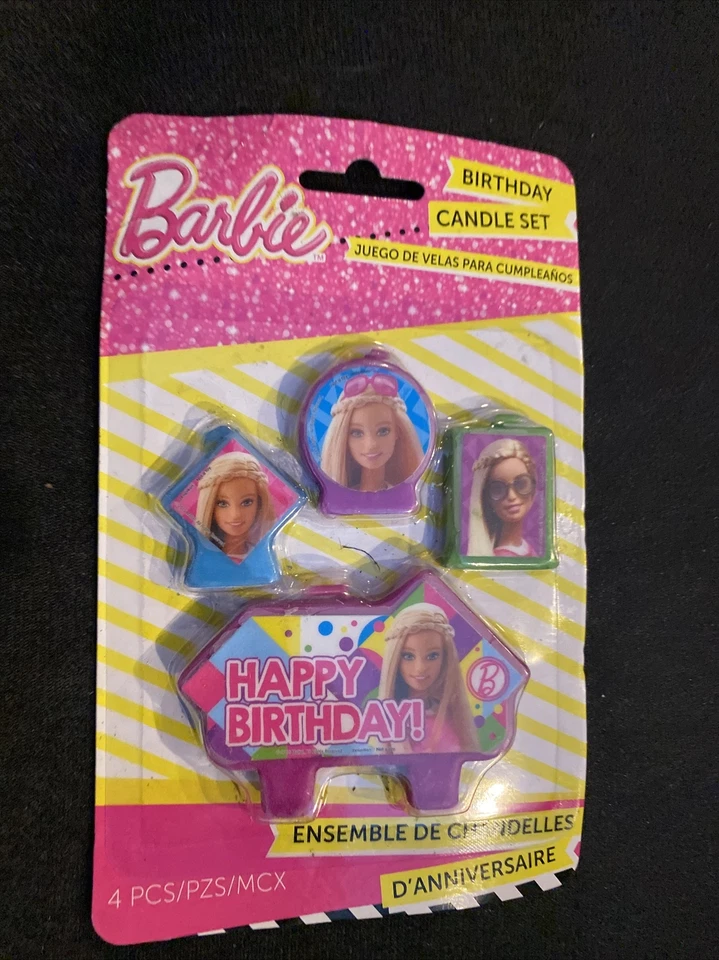 Barbie
TM
BIRTHDAY
CANDLE SET
JUEGO DE VELAS PARA CUMPLEAÑOS
HAPPY
BIRTHDAY!
B
ENSEMBLE DE CHANDELLES
D'ANNIVERSAIRE
4 PCS/PZS/MCX